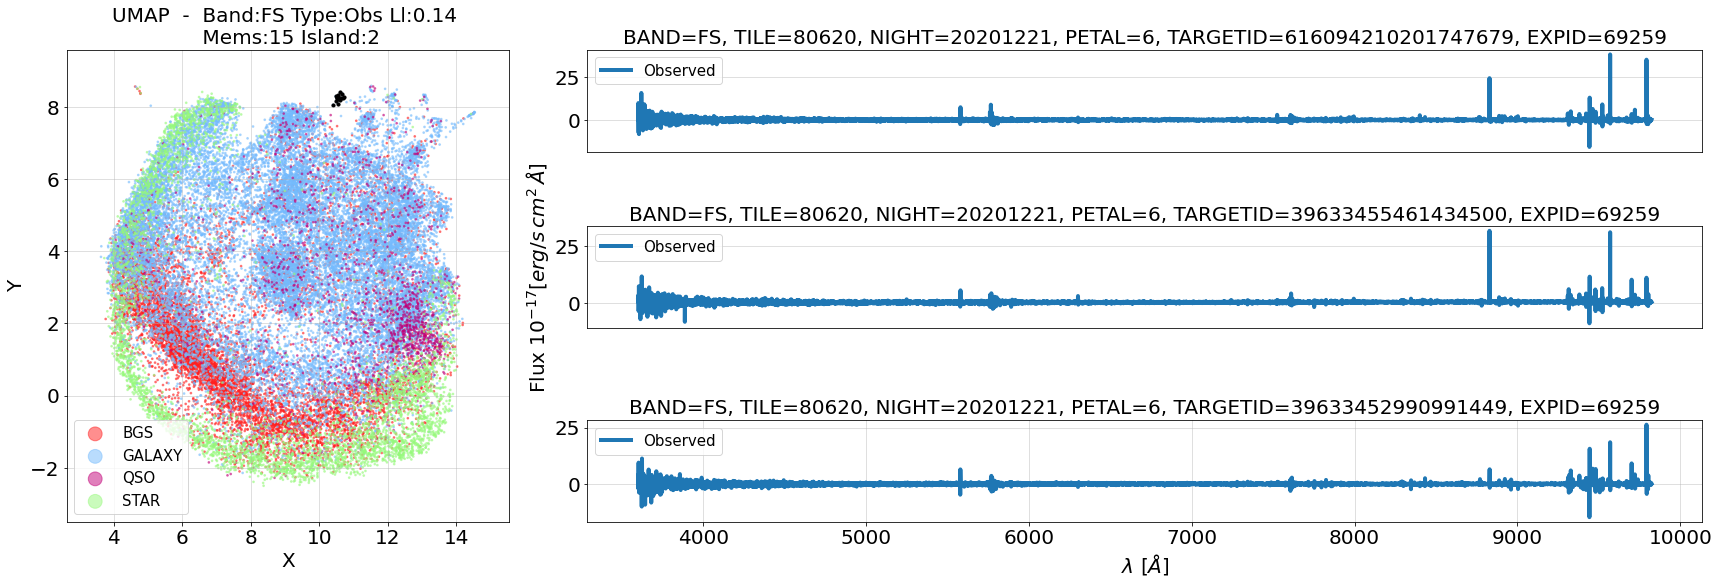 UMAP - Band:FS Type:Obs Ll:0.14
Mems:15 Island:2
8
6
4
2
0
−2
Y
4
6
8
10
12
14
X
BGS
GALAXY
QSO
STAR
Flux 10⁻¹⁷[erg/s cm² Å]
BAND=FS, TILE=80620, NIGHT=20201221, PETAL=6, TARGETID=616094210201747679, EXPID=69259
Observed
25
0
BAND=FS, TILE=80620, NIGHT=20201221, PETAL=6, TARGETID=39633455461434500, EXPID=69259
Observed
25
0
BAND=FS, TILE=80620, NIGHT=20201221, PETAL=6, TARGETID=39633452990991449, EXPID=69259
Observed
25
0
4000
5000
6000
7000
8000
9000
10000
λ [Å]